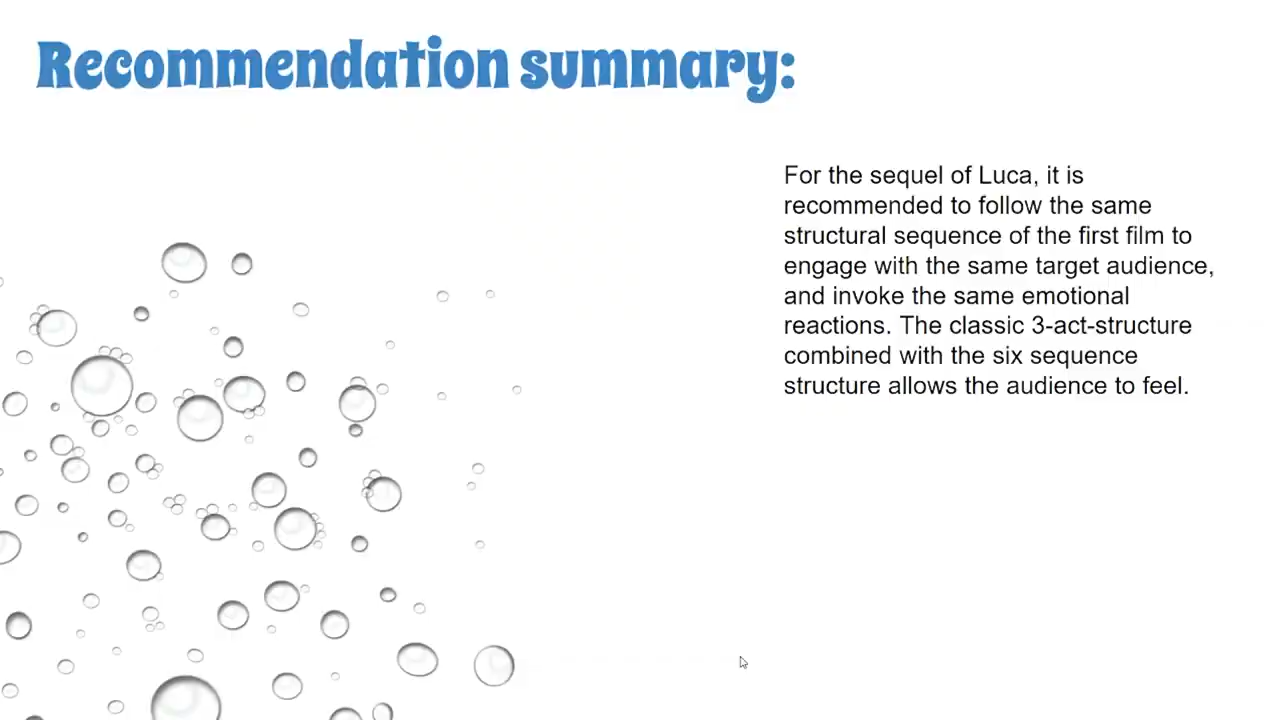 Recommendation summary:
For the sequel of Luca, it is
recommended to follow the same
structural sequence of the first film to
engage with the same target audience,
and invoke the same emotional
reactions. The classic 3-act-structure
combined with the six sequence
structure allows the audience to feel.